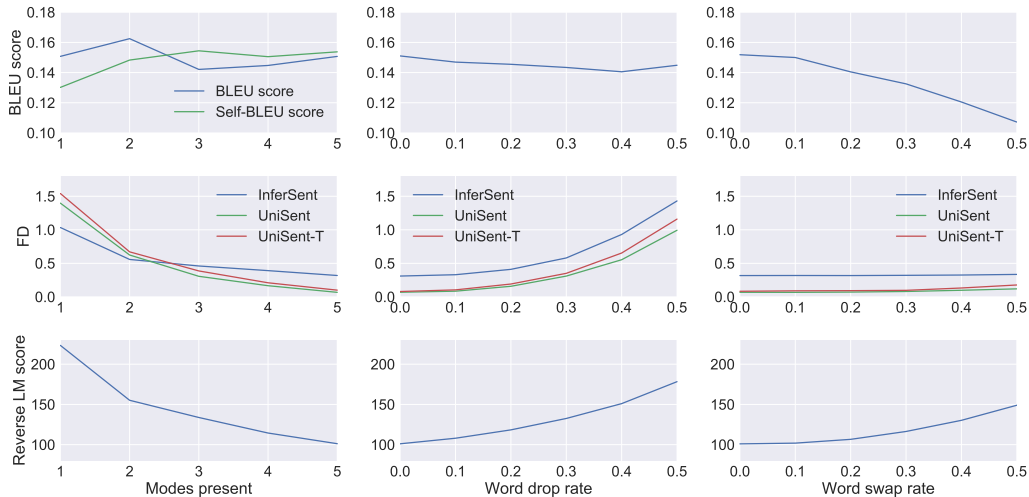 BLEU score
0.18
0.16
0.14
0.12
0.10
BLEU score
Self-BLEU score
1 2 3 4 5
0.18
0.16
0.14
0.12
0.10
0.0 0.1 0.2 0.3 0.4 0.5
0.18
0.16
0.14
0.12
0.10
0.0 0.1 0.2 0.3 0.4 0.5
FD
1.5
1.0
0.5
0.0
InferSent
UniSent
UniSent-T
1 2 3 4 5
1.5
1.0
0.5
0.0
InferSent
UniSent
UniSent-T
0.0 0.1 0.2 0.3 0.4 0.5
1.5
1.0
0.5
0.0
InferSent
UniSent
UniSent-T
0.0 0.1 0.2 0.3 0.4 0.5
Reverse LM score
200
150
100
1 2 3 4 5
Modes present
200
150
100
0.0 0.1 0.2 0.3 0.4 0.5
Word drop rate
200
150
100
0.0 0.1 0.2 0.3 0.4 0.5
Word swap rate